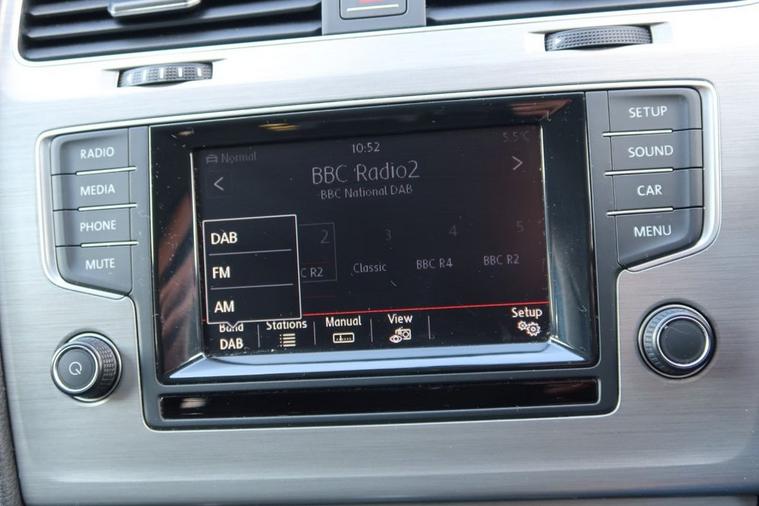 RADIO
MEDIA
PHONE
MUTE
Normal
10:52
5.5°C
< BBC Radio2 >
BBC National DAB
DAB
FM
AM
2 3 4 5
C R2 Classic BBC R4 BBC R2
Band Stations Manual View Setup
DAB
SETUP
SOUND
CAR
MENU